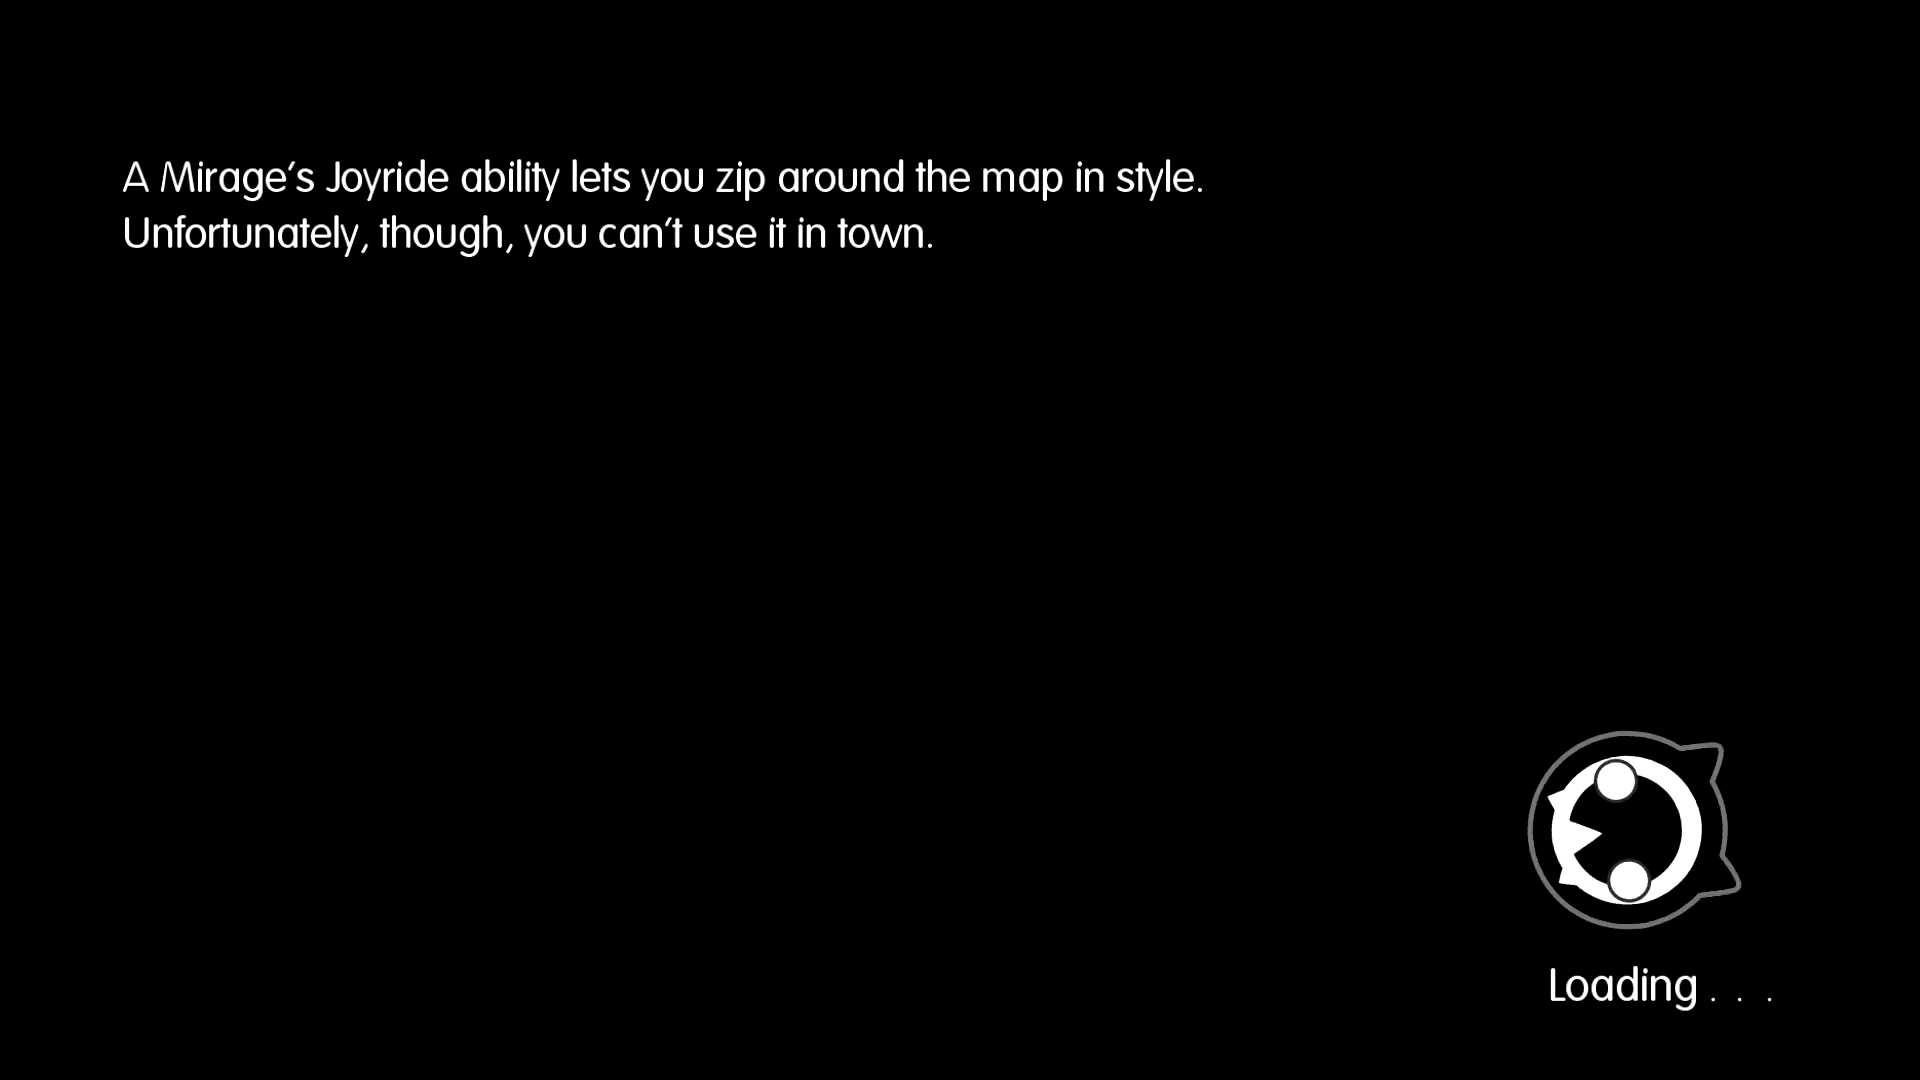 A Mirage's Joyride ability lets you zip around the map in style.
Unfortunately, though, you can't use it in town.
Loading . . .